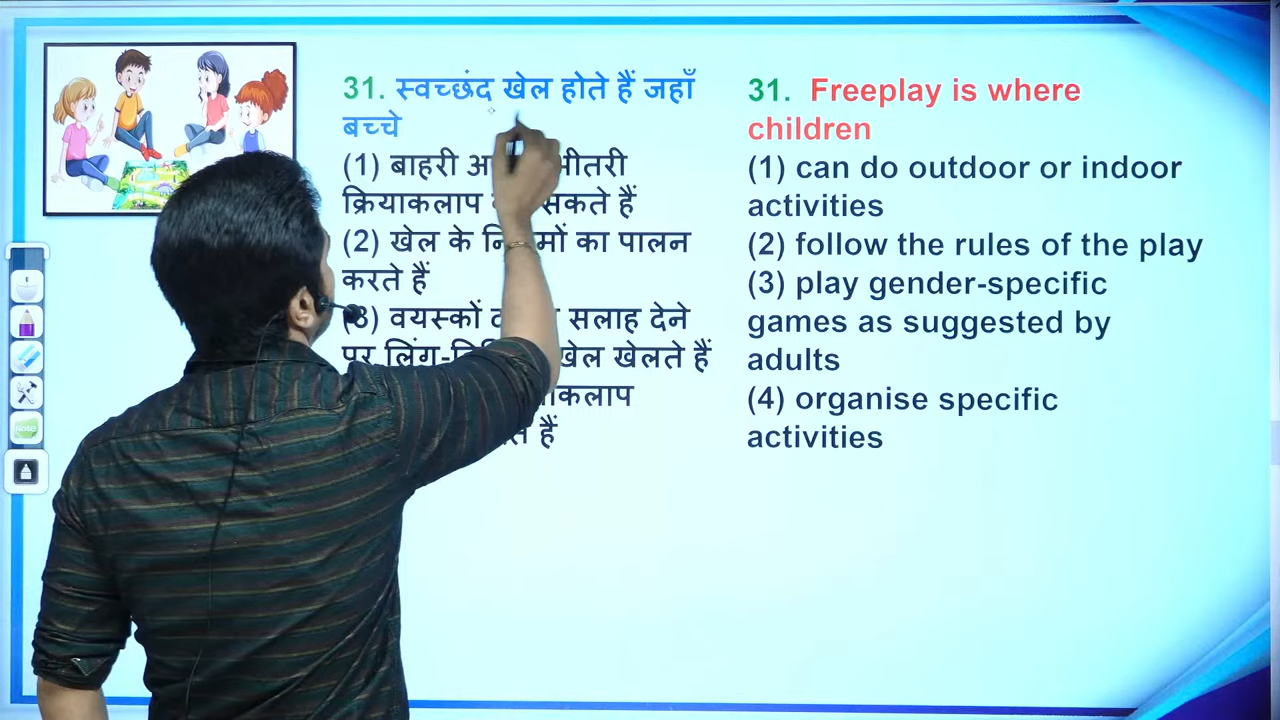 31. स्वच्छंद खेल होते हैं जहाँ
बच्चे
(1) बाहरी भीतरी
क्रियाकलाप सकते हैं
(2) खेल के का पालन
करते हैं
(3) वयस्कों सलाह देने
पर खेल खेलते हैं
हैं
31. Freeplay is where
children
(1) can do outdoor or indoor
activities
(2) follow the rules of the play
(3) play gender-specific
games as suggested by
adults
(4) organise specific
activities
Note